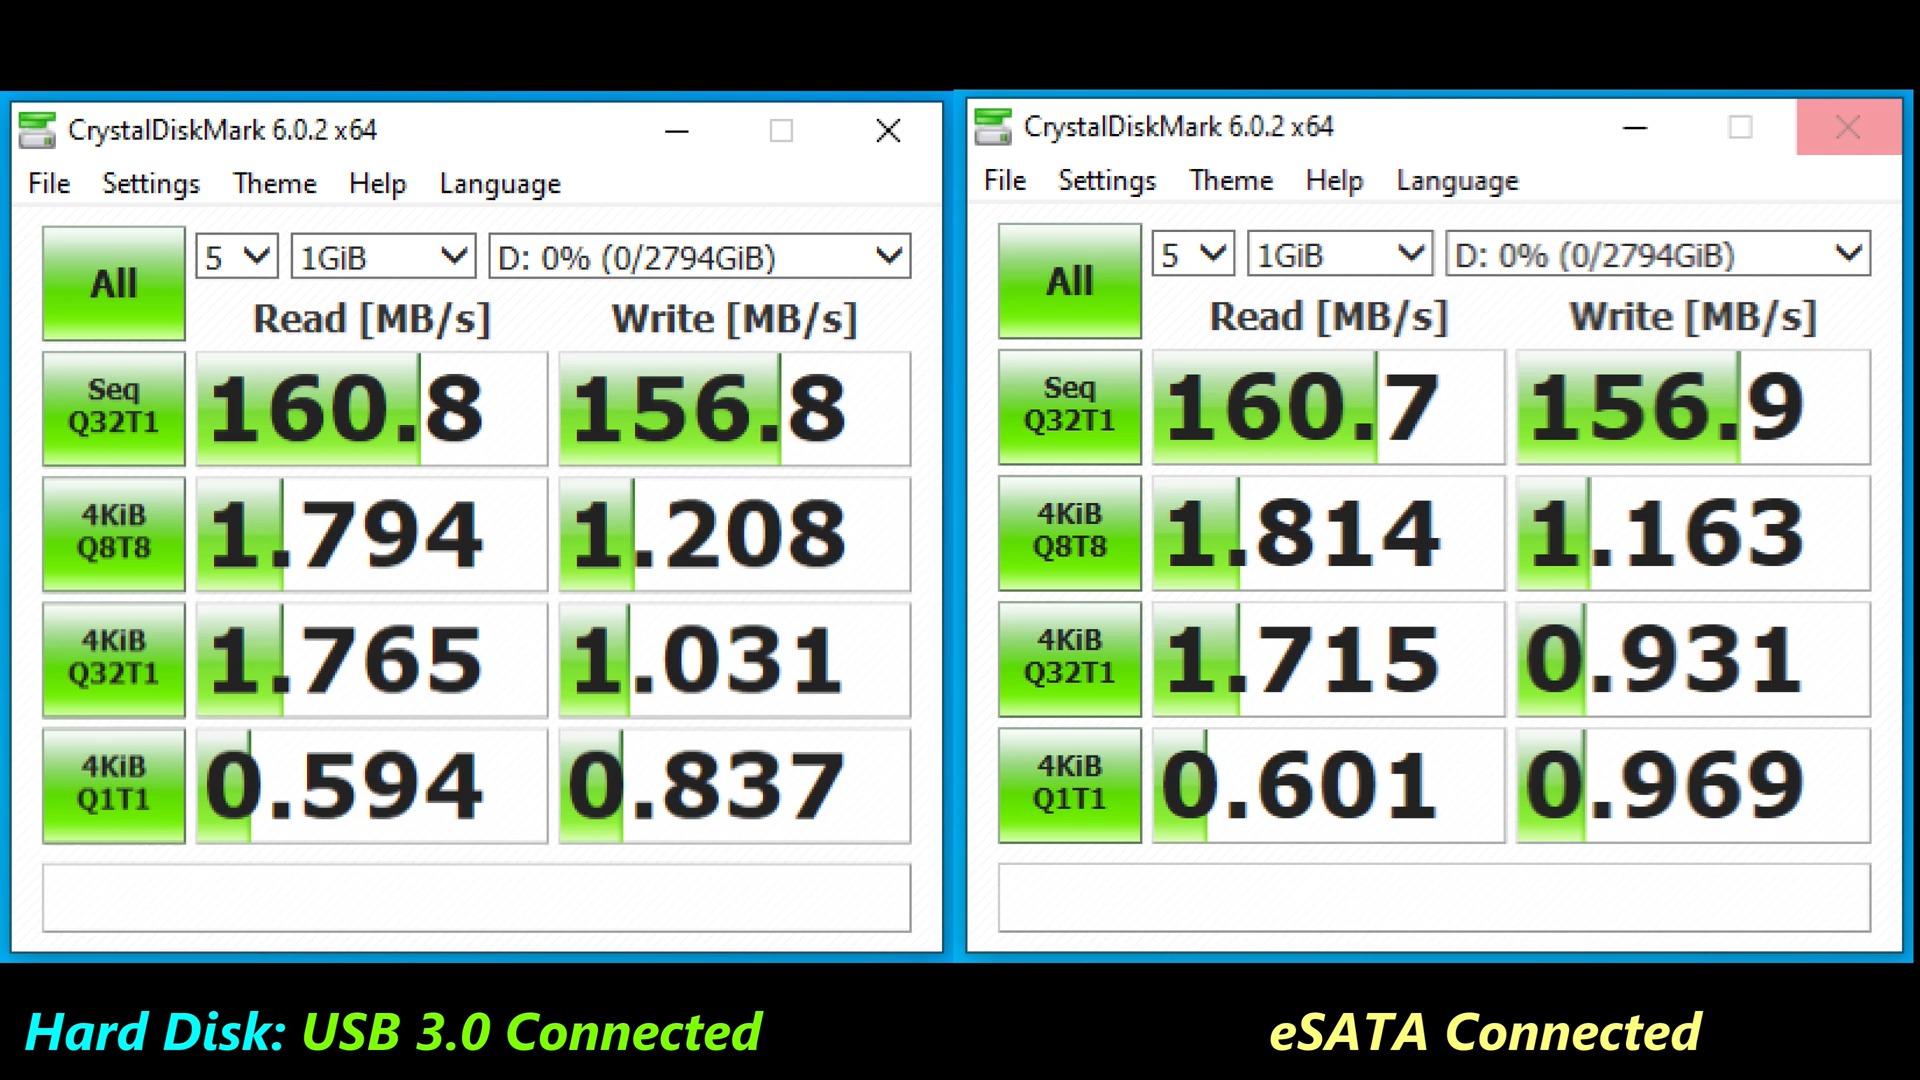 CrystalDiskMark 6.0.2 x64
File Settings Theme Help Language
All 5 1GiB D: 0% (0/2794GiB)
Read [MB/s] Write [MB/s]
Seq
Q32T1
160.8 156.8
4KiB
Q8T8
1.794 1.208
4KiB
Q32T1
1.765 1.031
4KiB
Q1T1
0.594 0.837
Hard Disk: USB 3.0 Connected
CrystalDiskMark 6.0.2 x64
File Settings Theme Help Language
All 5 1GiB D: 0% (0/2794GiB)
Read [MB/s] Write [MB/s]
Seq
Q32T1
160.7 156.9
4KiB
Q8T8
1.814 1.163
4KiB
Q32T1
1.715 0.931
4KiB
Q1T1
0.601 0.969
eSATA Connected